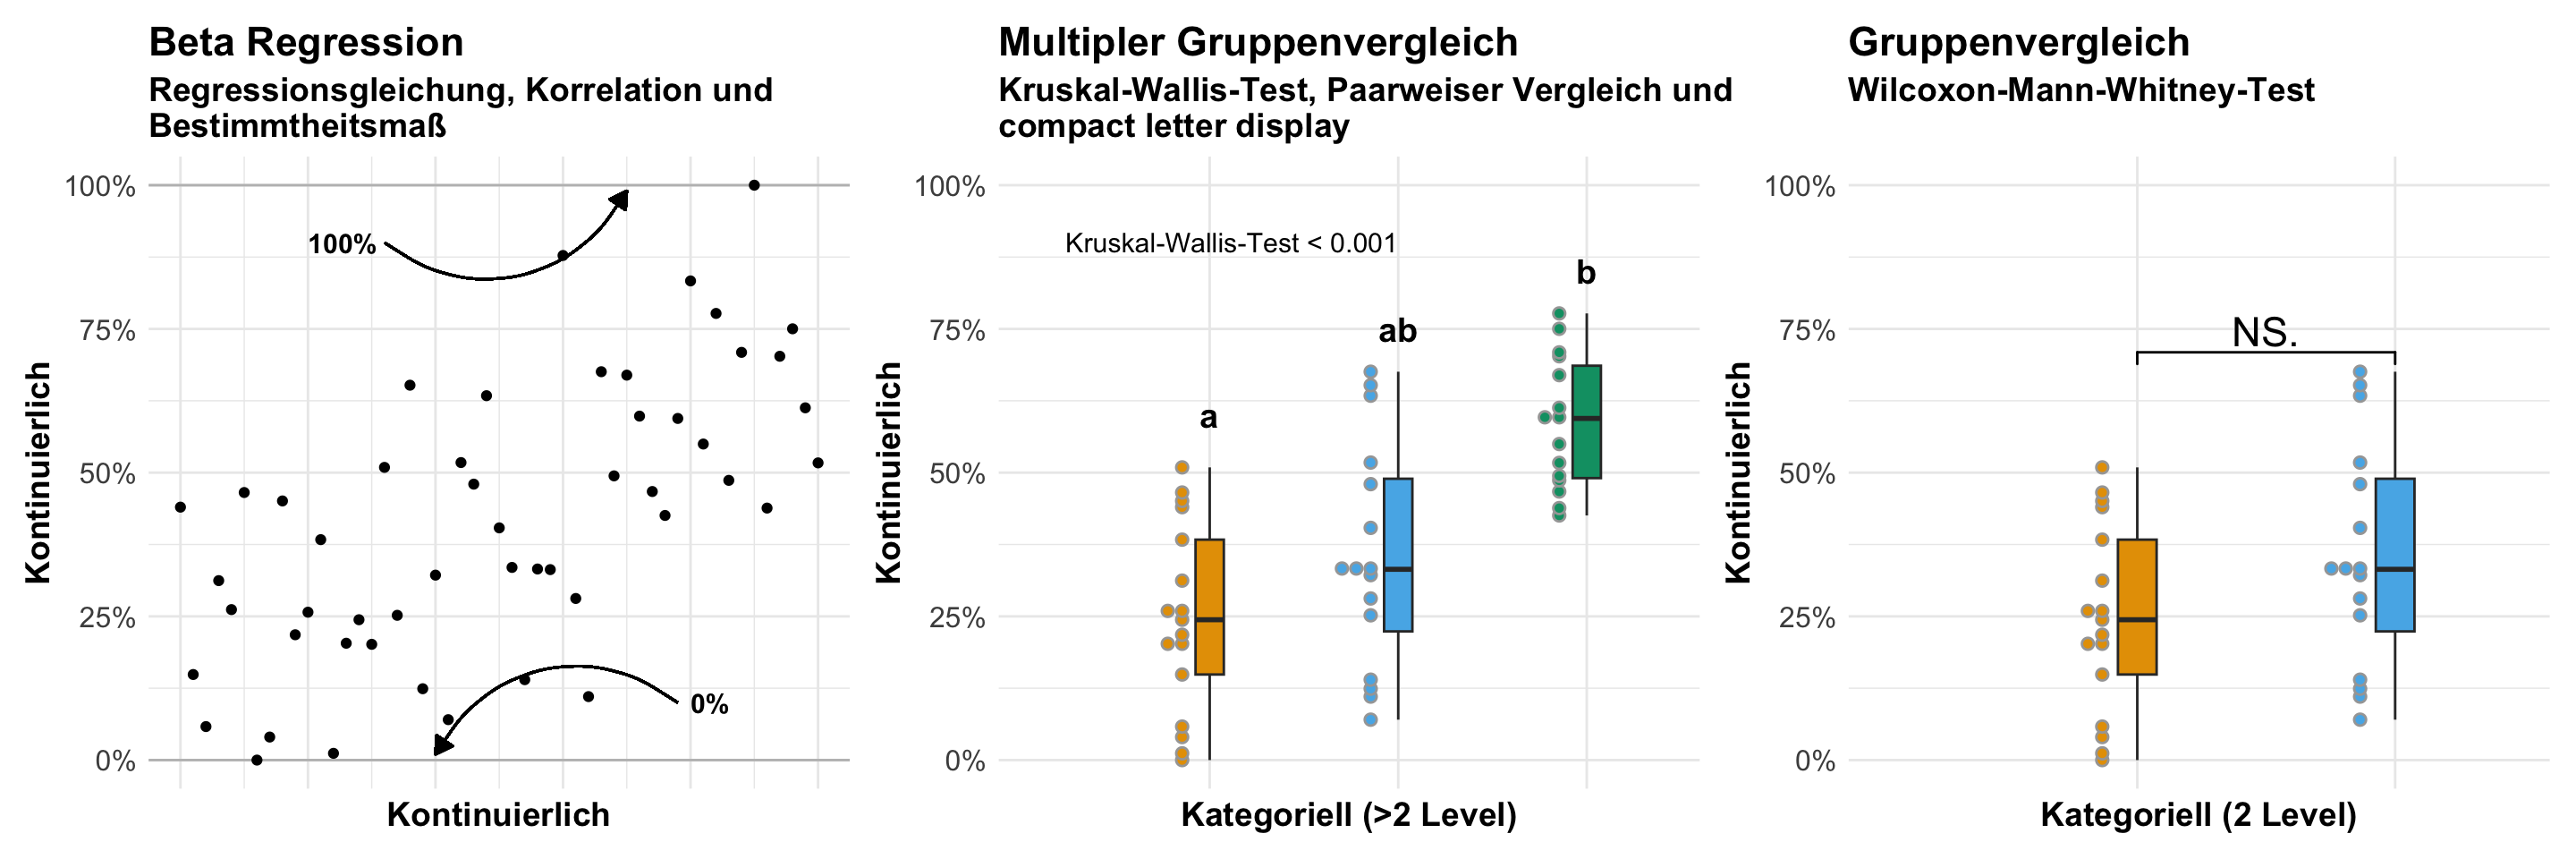 Beta Regression
Regressionsgleichung, Korrelation und
Bestimmtheitsmaß
Kontinuierlich
100%
75%
50%
25%
0%
100%
0%
Kontinuierlich
Multipler Gruppenvergleich
Kruskal-Wallis-Test, Paarweiser Vergleich und
compact letter display
Kontinuierlich
100%
75%
50%
25%
0%
Kruskal-Wallis-Test < 0.001
a
ab
b
Kategoriell (>2 Level)
Gruppenvergleich
Wilcoxon-Mann-Whitney-Test
Kontinuierlich
100%
75%
50%
25%
0%
NS.
Kategoriell (2 Level)